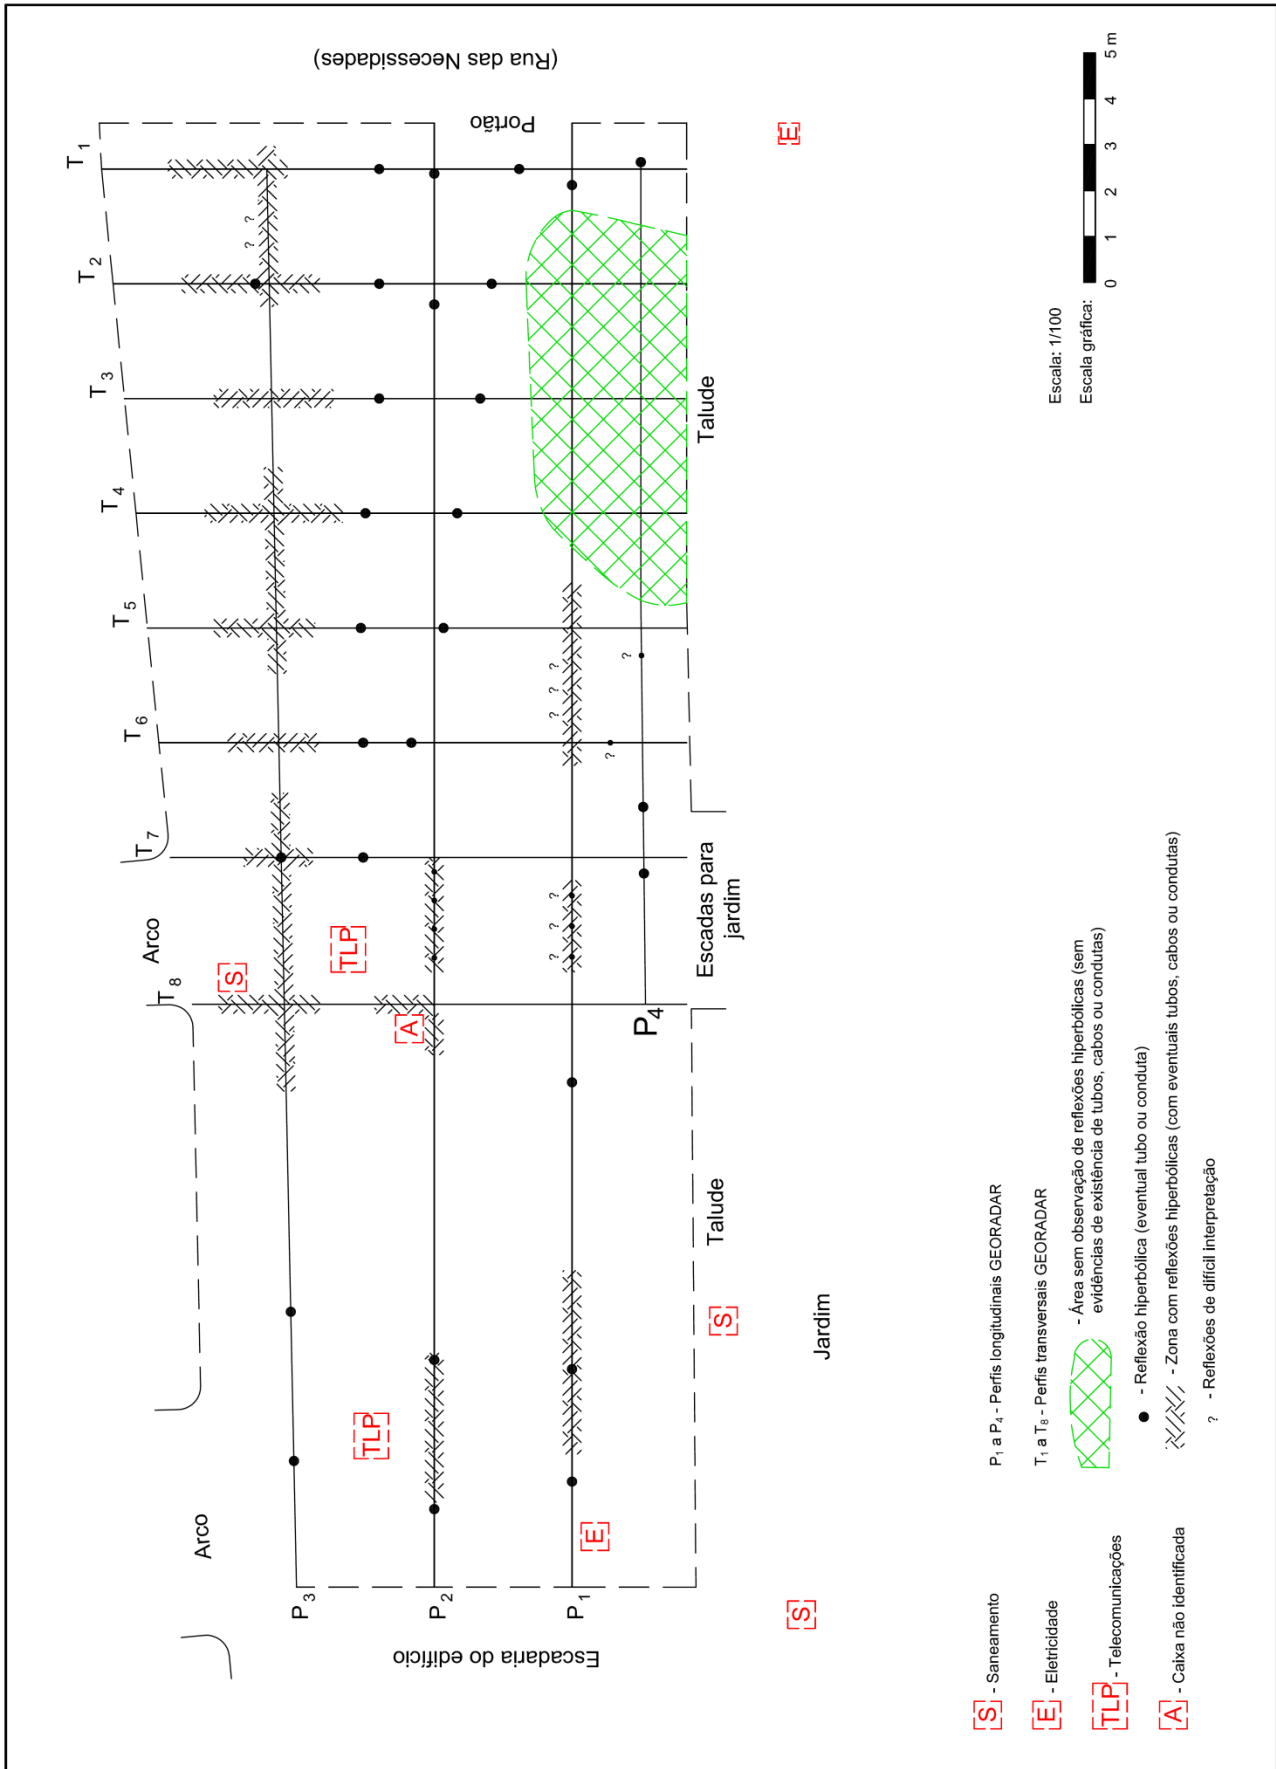 Arco
Arco
T1
T2
T3
T4
T5
T6
T7
T8
(Rua das Necessidades)
Portão
E
S
TLP
A
TLP
E
S
S
? ?
? ? ?
?
?
? ? ?
P3
P2
P1
P4
Escadaria do edifício
Talude
Escadas para
jardim
Talude
Jardim
S - Saneamento
E - Eletricidade
TLP - Telecomunicações
A - Caixa não identificada
P1 a P4 - Perfis longitudinais GEORADAR
T1 a T8 - Perfis transversais GEORADAR
- Área sem observação de reflexões hiperbólicas (sem
evidências de existência de tubos, cabos ou condutas)
- Reflexão hiperbólica (eventual tubo ou conduta)
- Zona com reflexões hiperbólicas (com eventuais tubos, cabos ou condutas)
? - Reflexões de difícil interpretação
Escala: 1/100
Escala gráfica:
0 1 2 3 4 5 m